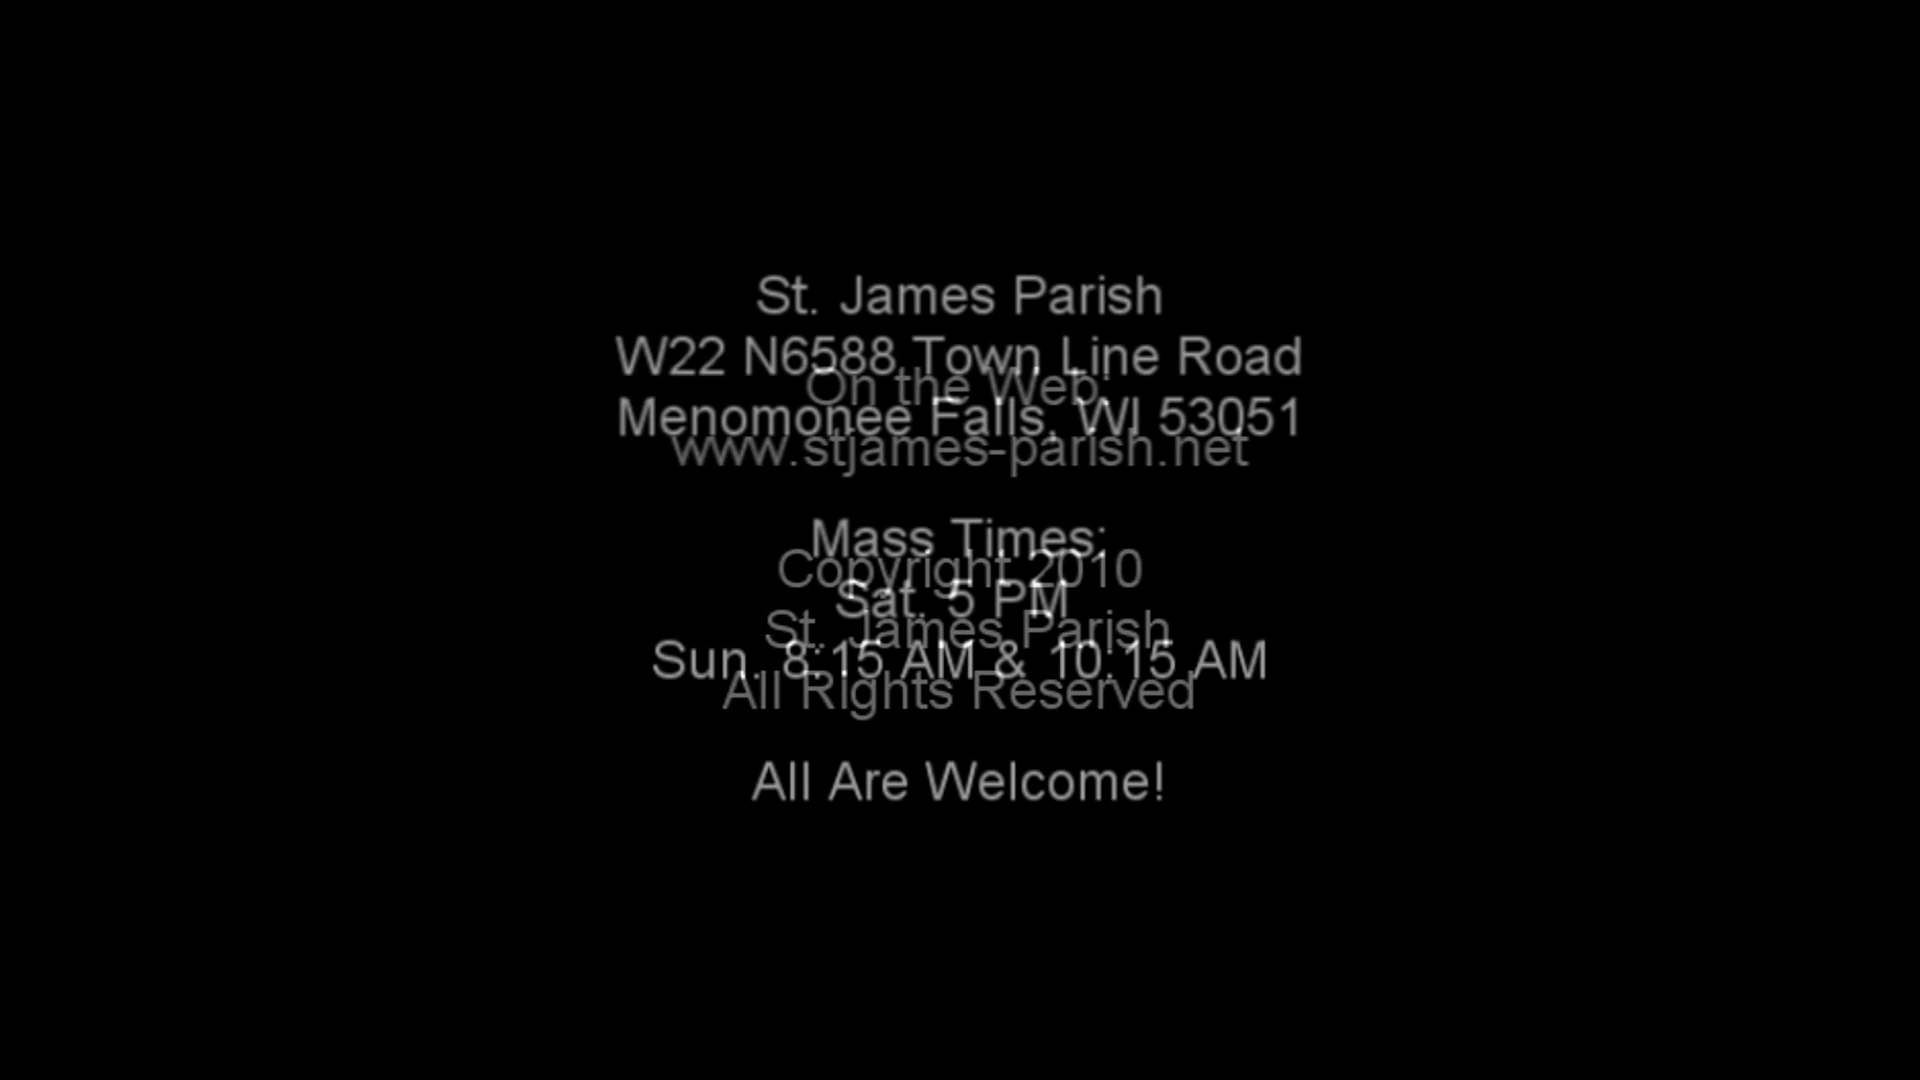 St. James Parish
W22 N6588 Town Line Road
On the Web:
Menomonee Falls, WI 53051
www.stjames-parish.net
Mass Times:
Copyright 2010
Sat. 5 PM
St. James Parish
Sun. 8:15 AM & 10:15 AM
All Rights Reserved
All Are Welcome!